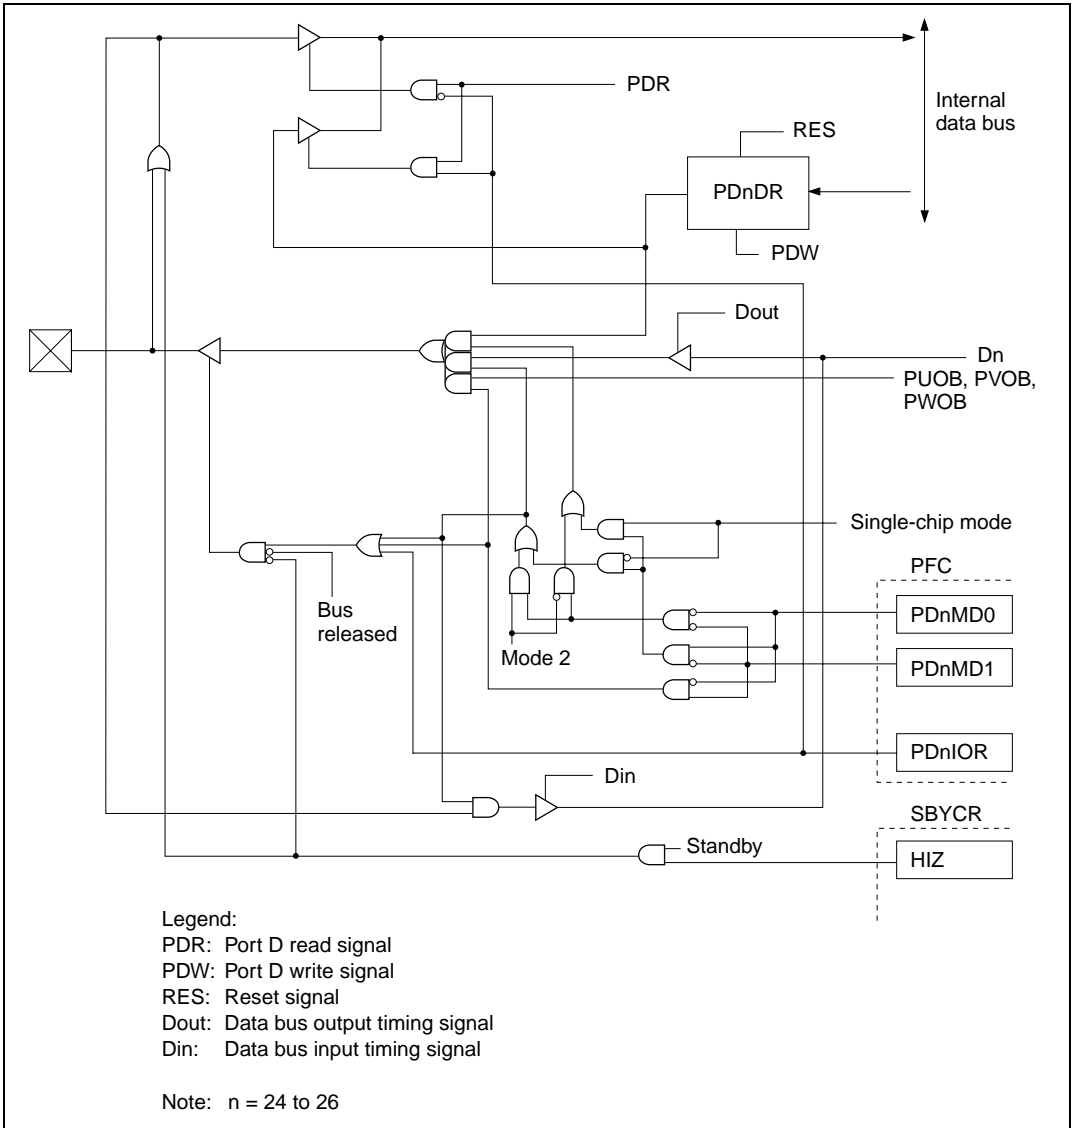 PDR
Internal
data bus
RES
PDnDR
PDW
Dout
Dn
PUOB, PVOB,
PWOB
Single-chip mode
PFC
PDnMD0
Bus
released
Mode 2
PDnMD1
PDnIOR
Din
SBYCR
Standby
HIZ
Legend:
PDR: Port D read signal
PDW: Port D write signal
RES: Reset signal
Dout: Data bus output timing signal
Din: Data bus input timing signal
Note: n = 24 to 26